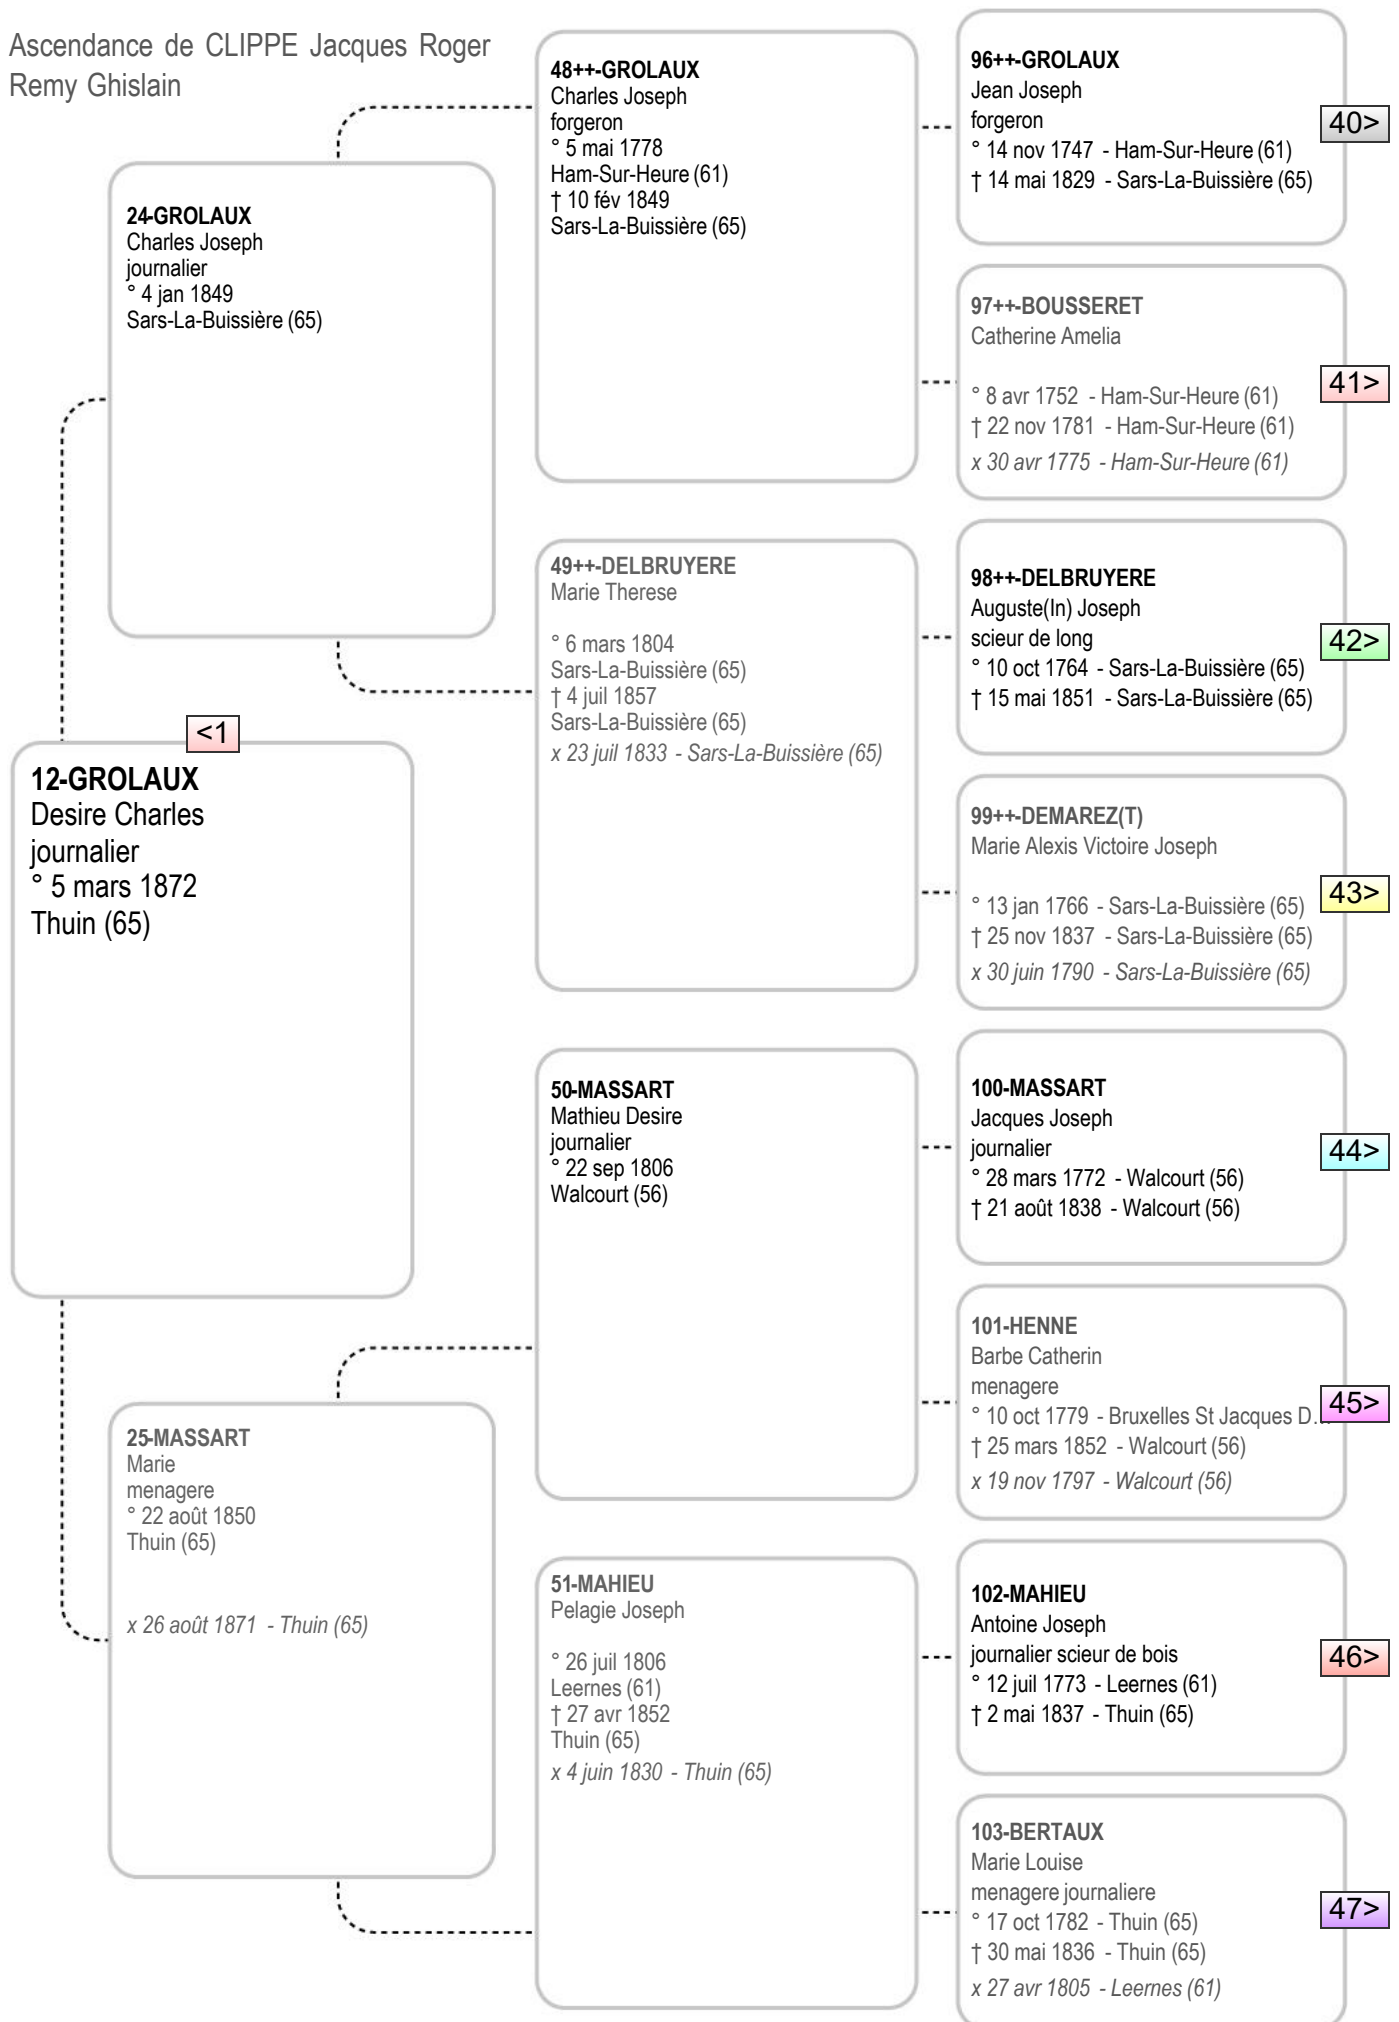 Ascendance de CLIPPE Jacques Roger
Remy Ghislain
<1
12-GROLAUX
Desire Charles
journalier
° 5 mars 1872
Thuin (65)
24-GROLAUX
Charles Joseph
journalier
° 4 jan 1849
Sars-La-Buissière (65)
25-MASSART
Marie
menagere
° 22 août 1850
Thuin (65)
x 26 août 1871 - Thuin (65)
48++-GROLAUX
Charles Joseph
forgeron
° 5 mai 1778
Ham-Sur-Heure (61)
† 10 fév 1849
Sars-La-Buissière (65)
49++-DELBRUYERE
Marie Therese
° 6 mars 1804
Sars-La-Buissière (65)
† 4 juil 1857
Sars-La-Buissière (65)
x 23 juil 1833 - Sars-La-Buissière (65)
50-MASSART
Mathieu Desire
journalier
° 22 sep 1806
Walcourt (56)
51-MAHIEU
Pelagie Joseph
° 26 juil 1806
Leernes (61)
† 27 avr 1852
Thuin (65)
x 4 juin 1830 - Thuin (65)
96++-GROLAUX
Jean Joseph
forgeron
° 14 nov 1747 - Ham-Sur-Heure (61)
† 14 mai 1829 - Sars-La-Buissière (65)
40>
97++-BOUSSERET
Catherine Amelia
° 8 avr 1752 - Ham-Sur-Heure (61)
† 22 nov 1781 - Ham-Sur-Heure (61)
x 30 avr 1775 - Ham-Sur-Heure (61)
41>
98++-DELBRUYERE
Auguste(In) Joseph
scieur de long
° 10 oct 1764 - Sars-La-Buissière (65)
† 15 mai 1851 - Sars-La-Buissière (65)
42>
99++-DEMAREZ(T)
Marie Alexis Victoire Joseph
° 13 jan 1766 - Sars-La-Buissière (65)
† 25 nov 1837 - Sars-La-Buissière (65)
x 30 juin 1790 - Sars-La-Buissière (65)
43>
100-MASSART
Jacques Joseph
journalier
° 28 mars 1772 - Walcourt (56)
† 21 août 1838 - Walcourt (56)
44>
101-HENNE
Barbe Catherin
menagere
° 10 oct 1779 - Bruxelles St Jacques D...
† 25 mars 1852 - Walcourt (56)
x 19 nov 1797 - Walcourt (56)
45>
102-MAHIEU
Antoine Joseph
journalier scieur de bois
° 12 juil 1773 - Leernes (61)
† 2 mai 1837 - Thuin (65)
46>
103-BERTAUX
Marie Louise
menagere journaliere
° 17 oct 1782 - Thuin (65)
† 30 mai 1836 - Thuin (65)
x 27 avr 1805 - Leernes (61)
47>